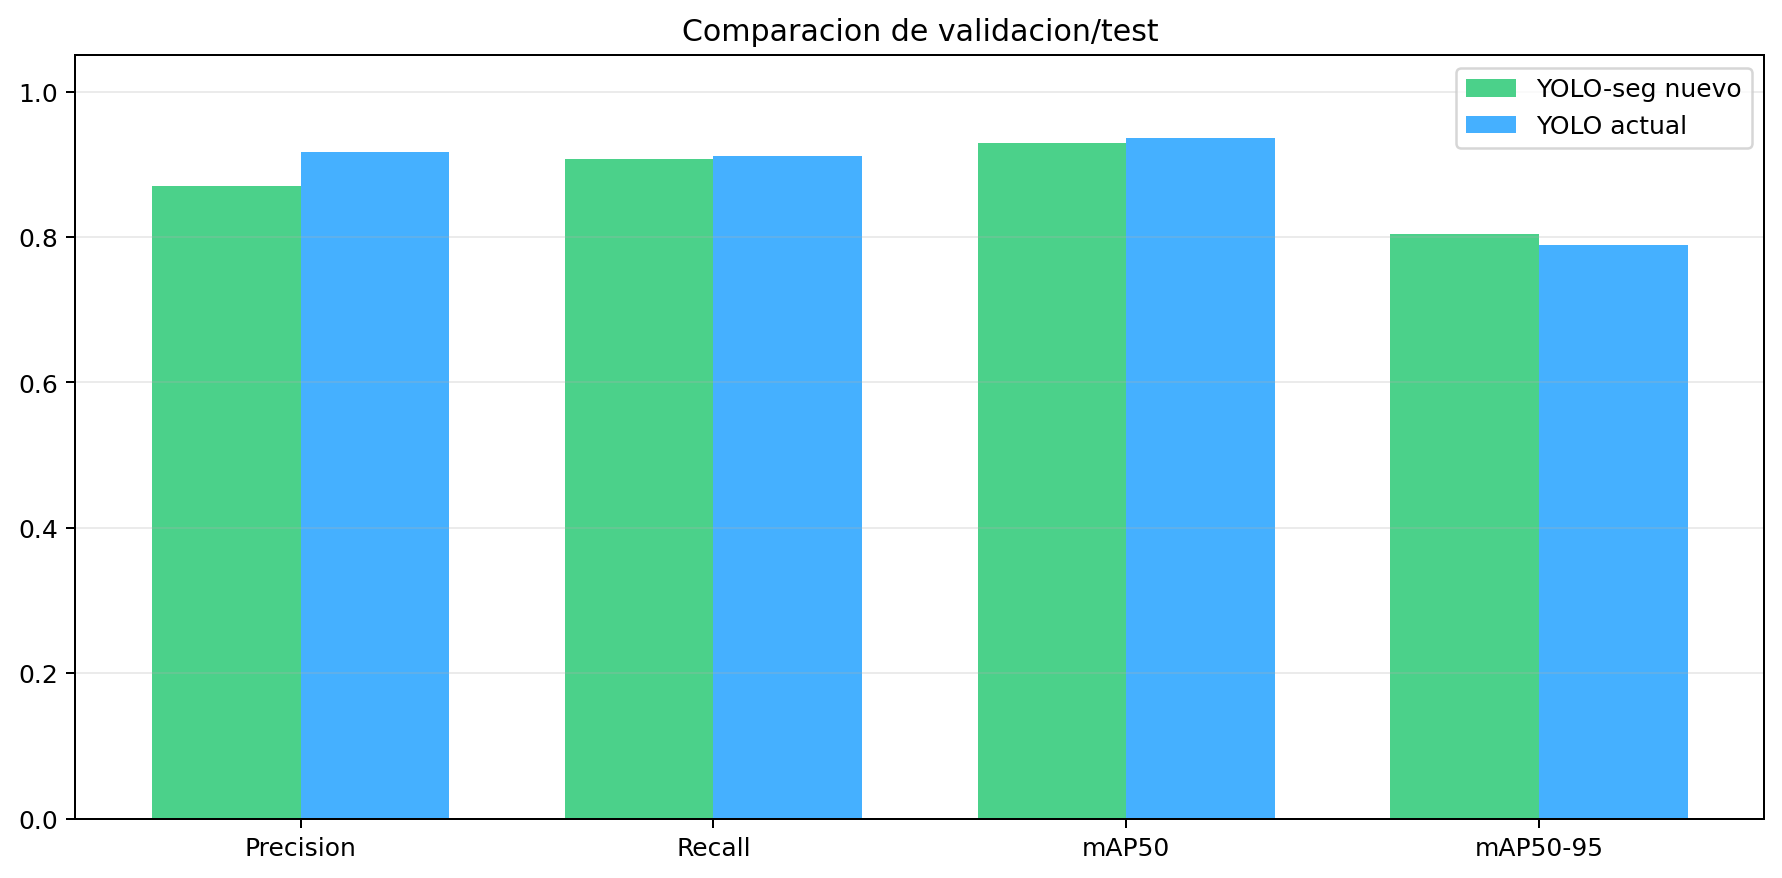 Comparacion de validacion/test
YOLO-seg nuevo
YOLO actual
1.0
0.8
0.6
0.4
0.2
0.0
Precision
Recall
mAP50
mAP50-95